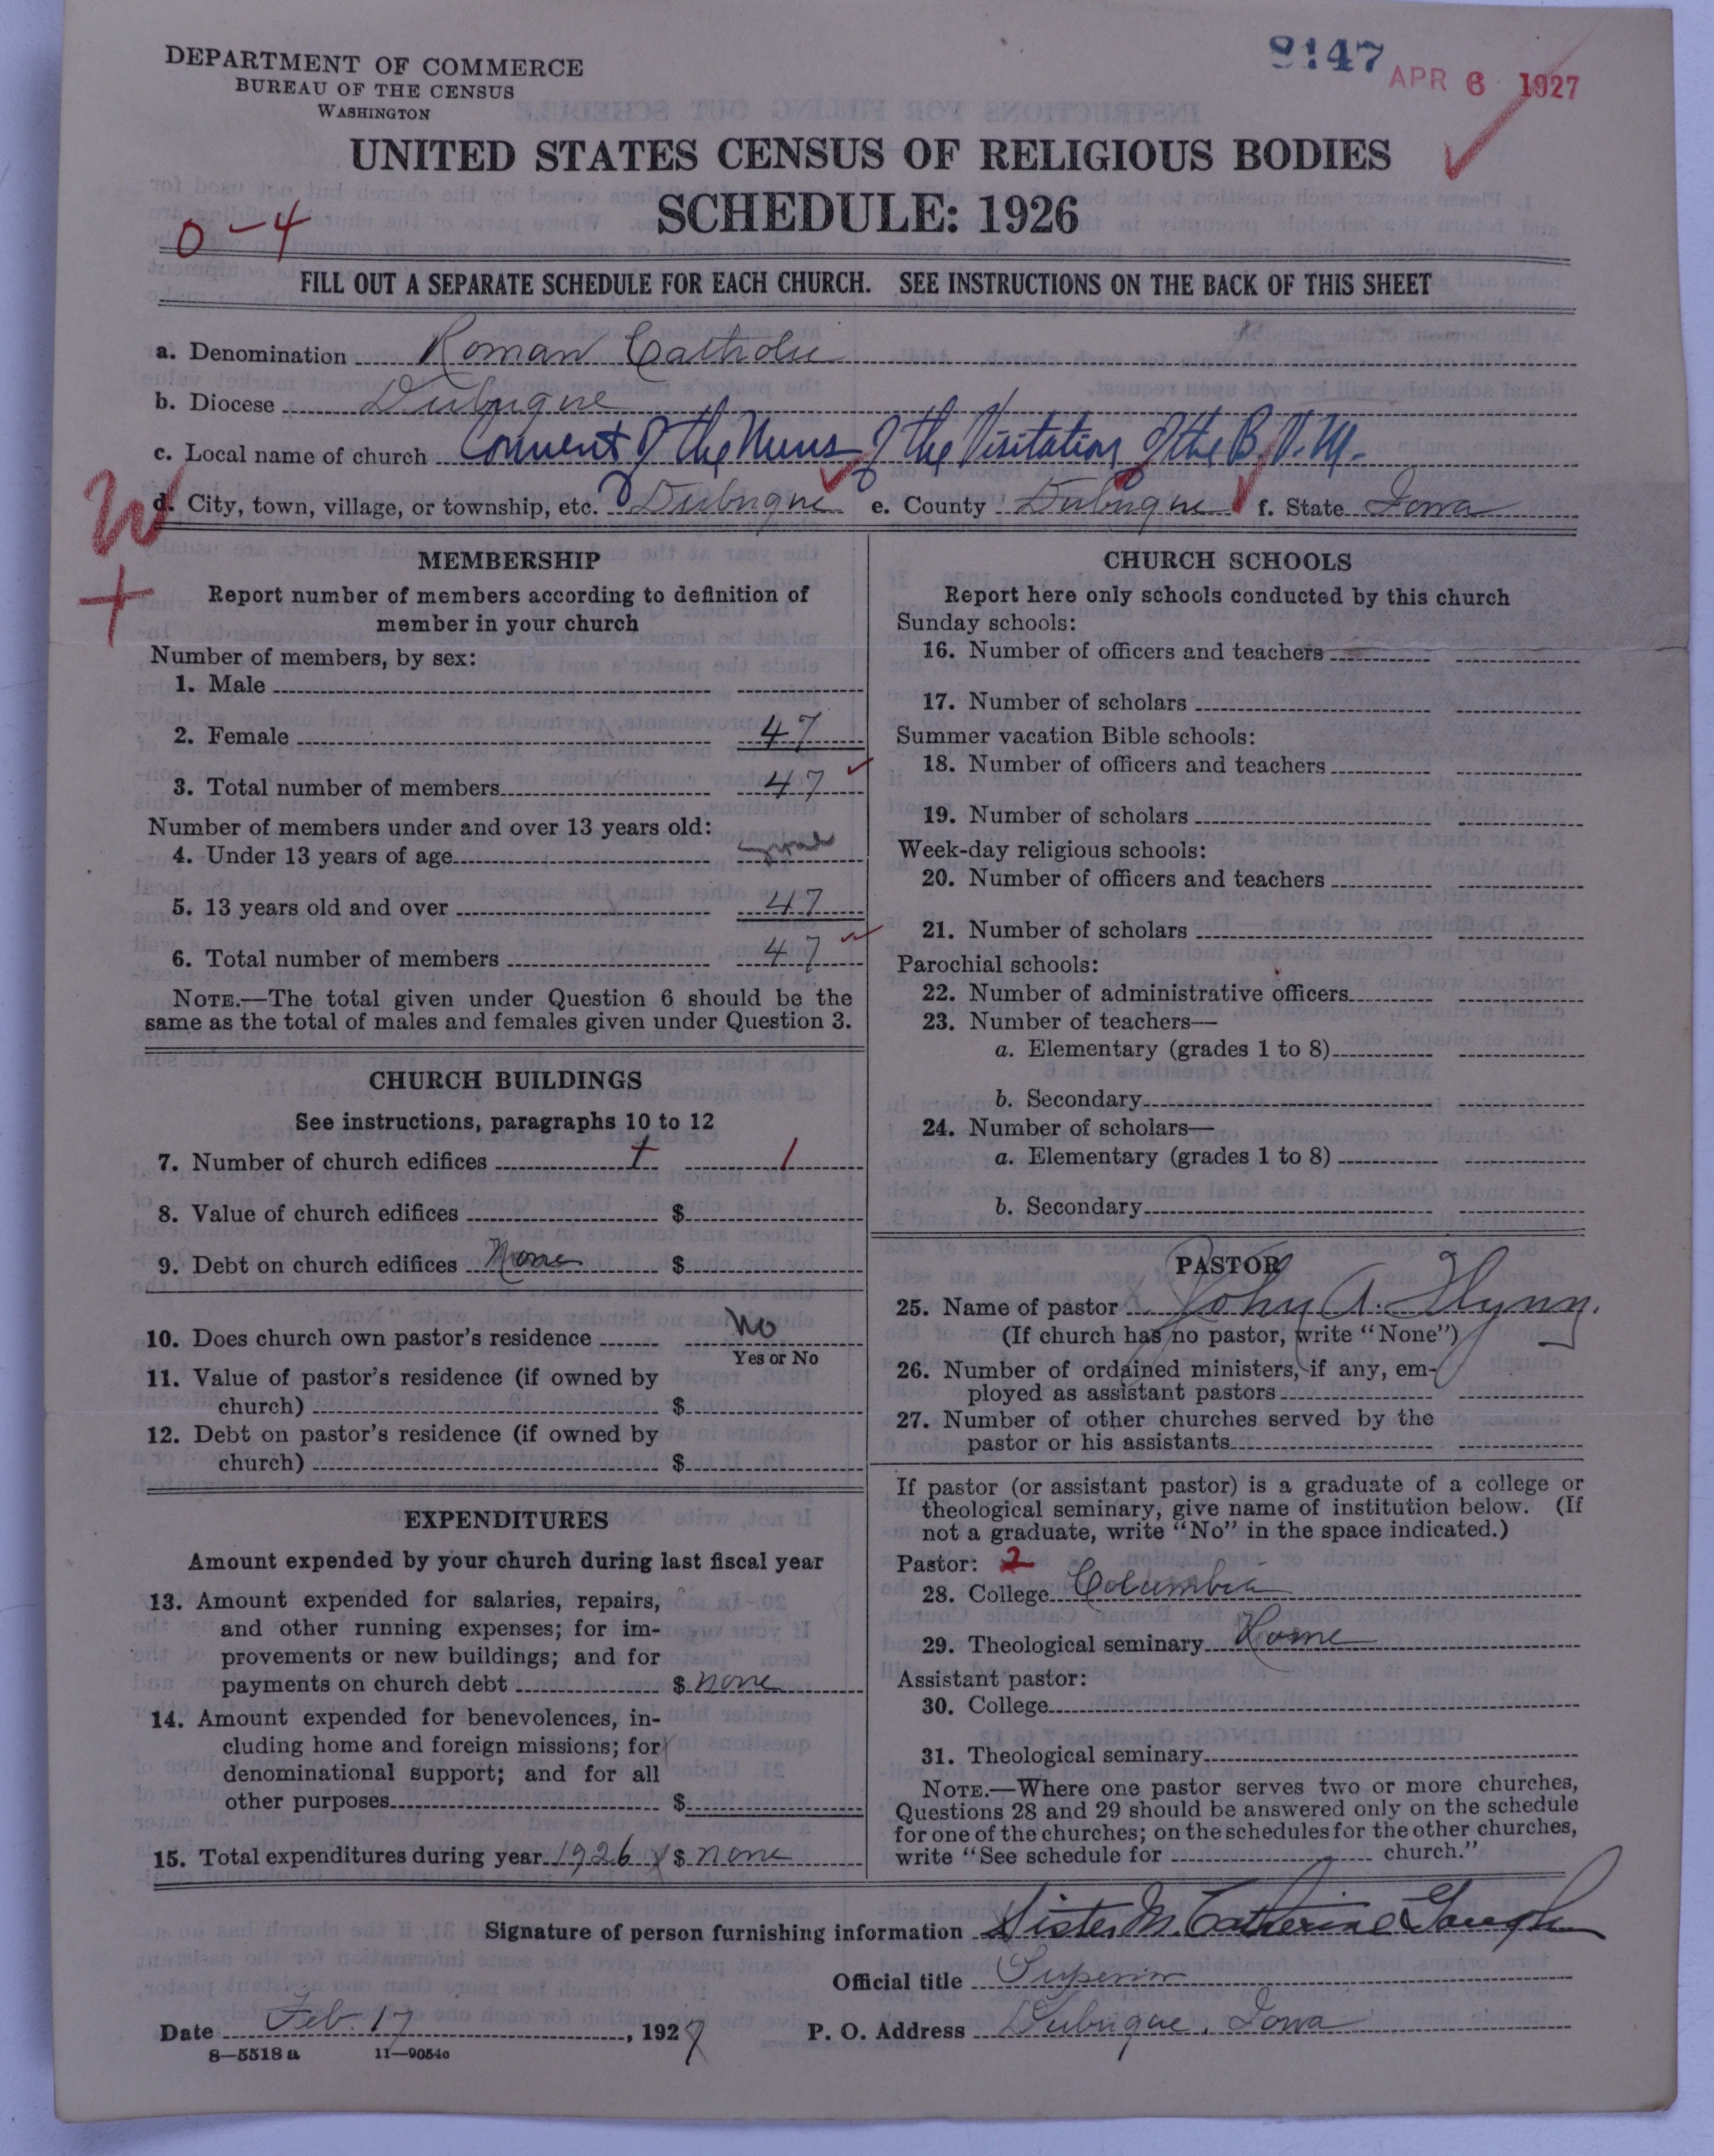 DEPARTMENT OF COMMERCE
BUREAU OF THE CENSUS
WASHINGTON
9147
APR 6 1927
UNITED STATES CENSUS OF RELIGIOUS BODIES
SCHEDULE: 1926
0-4
FILL OUT A SEPARATE SCHEDULE FOR EACH CHURCH. SEE INSTRUCTIONS ON THE BACK OF THIS SHEET
a. Denomination Roman Catholic
b. Diocese Dubuque
c. Local name of church Convent of the Nuns of the Visitation of the B.V.M.
W
d. City, town, village, or township, etc. Dubuque e. County Dubuque f. State Iowa
+
MEMBERSHIP
Report number of members according to definition of
member in your church
Number of members, by sex:
1. Male
2. Female 47
3. Total number of members 47
Number of members under and over 13 years old:
4. Under 13 years of age
5. 13 years old and over 47
6. Total number of members 47
NOTE.—The total given under Question 6 should be the
same as the total of males and females given under Question 3.
CHURCH BUILDINGS
See instructions, paragraphs 10 to 12
7. Number of church edifices 1 1
8. Value of church edifices $
9. Debt on church edifices None $
10. Does church own pastor's residence No
Yes or No
11. Value of pastor's residence (if owned by
church) $
12. Debt on pastor's residence (if owned by
church) $
EXPENDITURES
Amount expended by your church during last fiscal year
13. Amount expended for salaries, repairs,
and other running expenses; for im-
provements or new buildings; and for
payments on church debt $ none
14. Amount expended for benevolences, in-
cluding home and foreign missions; for
denominational support; and for all
other purposes $
15. Total expenditures during year 1926 $ none
CHURCH SCHOOLS
Report here only schools conducted by this church
Sunday schools:
16. Number of officers and teachers
17. Number of scholars
Summer vacation Bible schools:
18. Number of officers and teachers
19. Number of scholars
Week-day religious schools:
20. Number of officers and teachers
21. Number of scholars
Parochial schools:
22. Number of administrative officers
23. Number of teachers—
a. Elementary (grades 1 to 8)
b. Secondary
24. Number of scholars—
a. Elementary (grades 1 to 8)
b. Secondary
PASTOR
25. Name of pastor John A. Flynn.
(If church has no pastor, write "None")
26. Number of ordained ministers, if any, em-
ployed as assistant pastors
27. Number of other churches served by the
pastor or his assistants
If pastor (or assistant pastor) is a graduate of a college or
theological seminary, give name of institution below. (If
not a graduate, write "No" in the space indicated.)
Pastor: 2
28. College Columbia
29. Theological seminary Rome
Assistant pastor:
30. College
31. Theological seminary
NOTE.—Where one pastor serves two or more churches,
Questions 28 and 29 should be answered only on the schedule
for one of the churches; on the schedules for the other churches,
write "See schedule for church."
Signature of person furnishing information Sister M. Catherine Gough
Official title Superior
Date Feb. 17, 1927 P. O. Address Dubuque, Iowa
8—5518 a 11—9054c